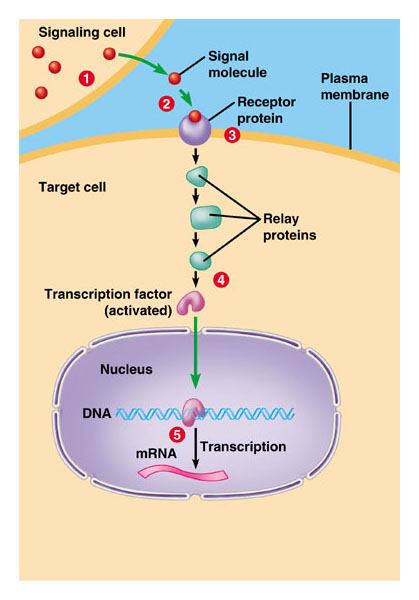 Signaling cell
1
Signal
molecule
Plasma
membrane
2
Receptor
protein
3
Target cell
Relay
proteins
4
Transcription factor
(activated)
Nucleus
DNA
5
Transcription
mRNA